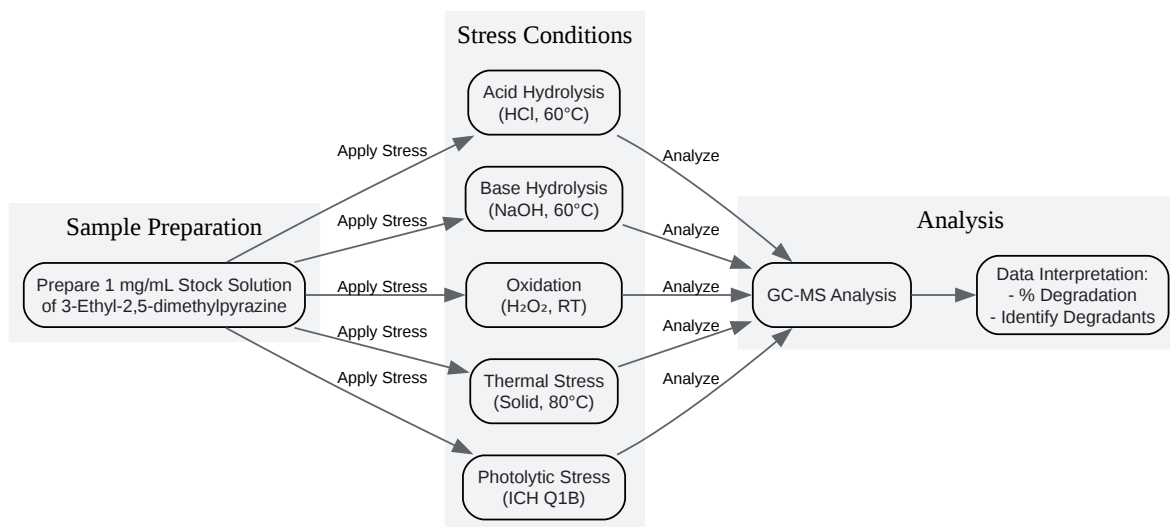 Stress Conditions
Acid Hydrolysis
(HCl, 60°C)
Apply Stress
Analyze
Base Hydrolysis
(NaOH, 60°C)
Sample Preparation
Apply Stress
Analyze
Analysis
Prepare 1 mg/mL Stock Solution
of 3-Ethyl-2,5-dimethylpyrazine
Apply Stress
Oxidation
(H₂O₂, RT)
Analyze
GC-MS Analysis
Data Interpretation:
- % Degradation
- Identify Degradants
Apply Stress
Analyze
Thermal Stress
(Solid, 80°C)
Apply Stress
Analyze
Photolytic Stress
(ICH Q1B)